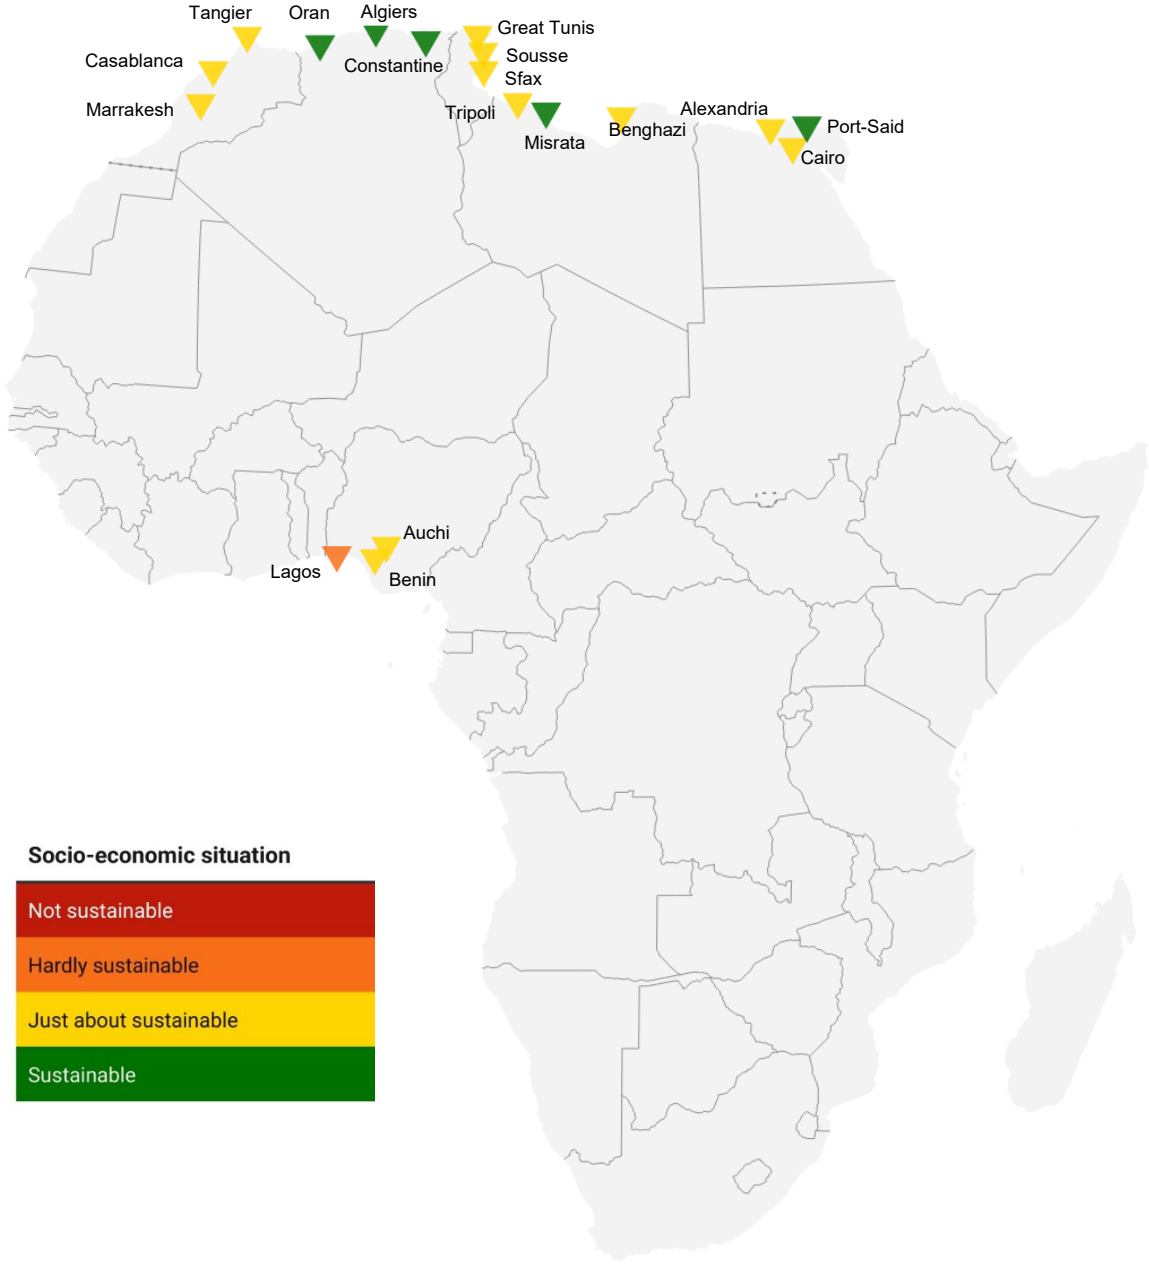 Tangier
Oran
Algiers
Great Tunis
Casablanca
Constantine
Sousse
Sfax
Marrakesh
Tripoli
Misrata
Benghazi
Alexandria
Port-Said
Cairo
Auchi
Lagos
Benin
Socio-economic situation
Not sustainable
Hardly sustainable
Just about sustainable
Sustainable